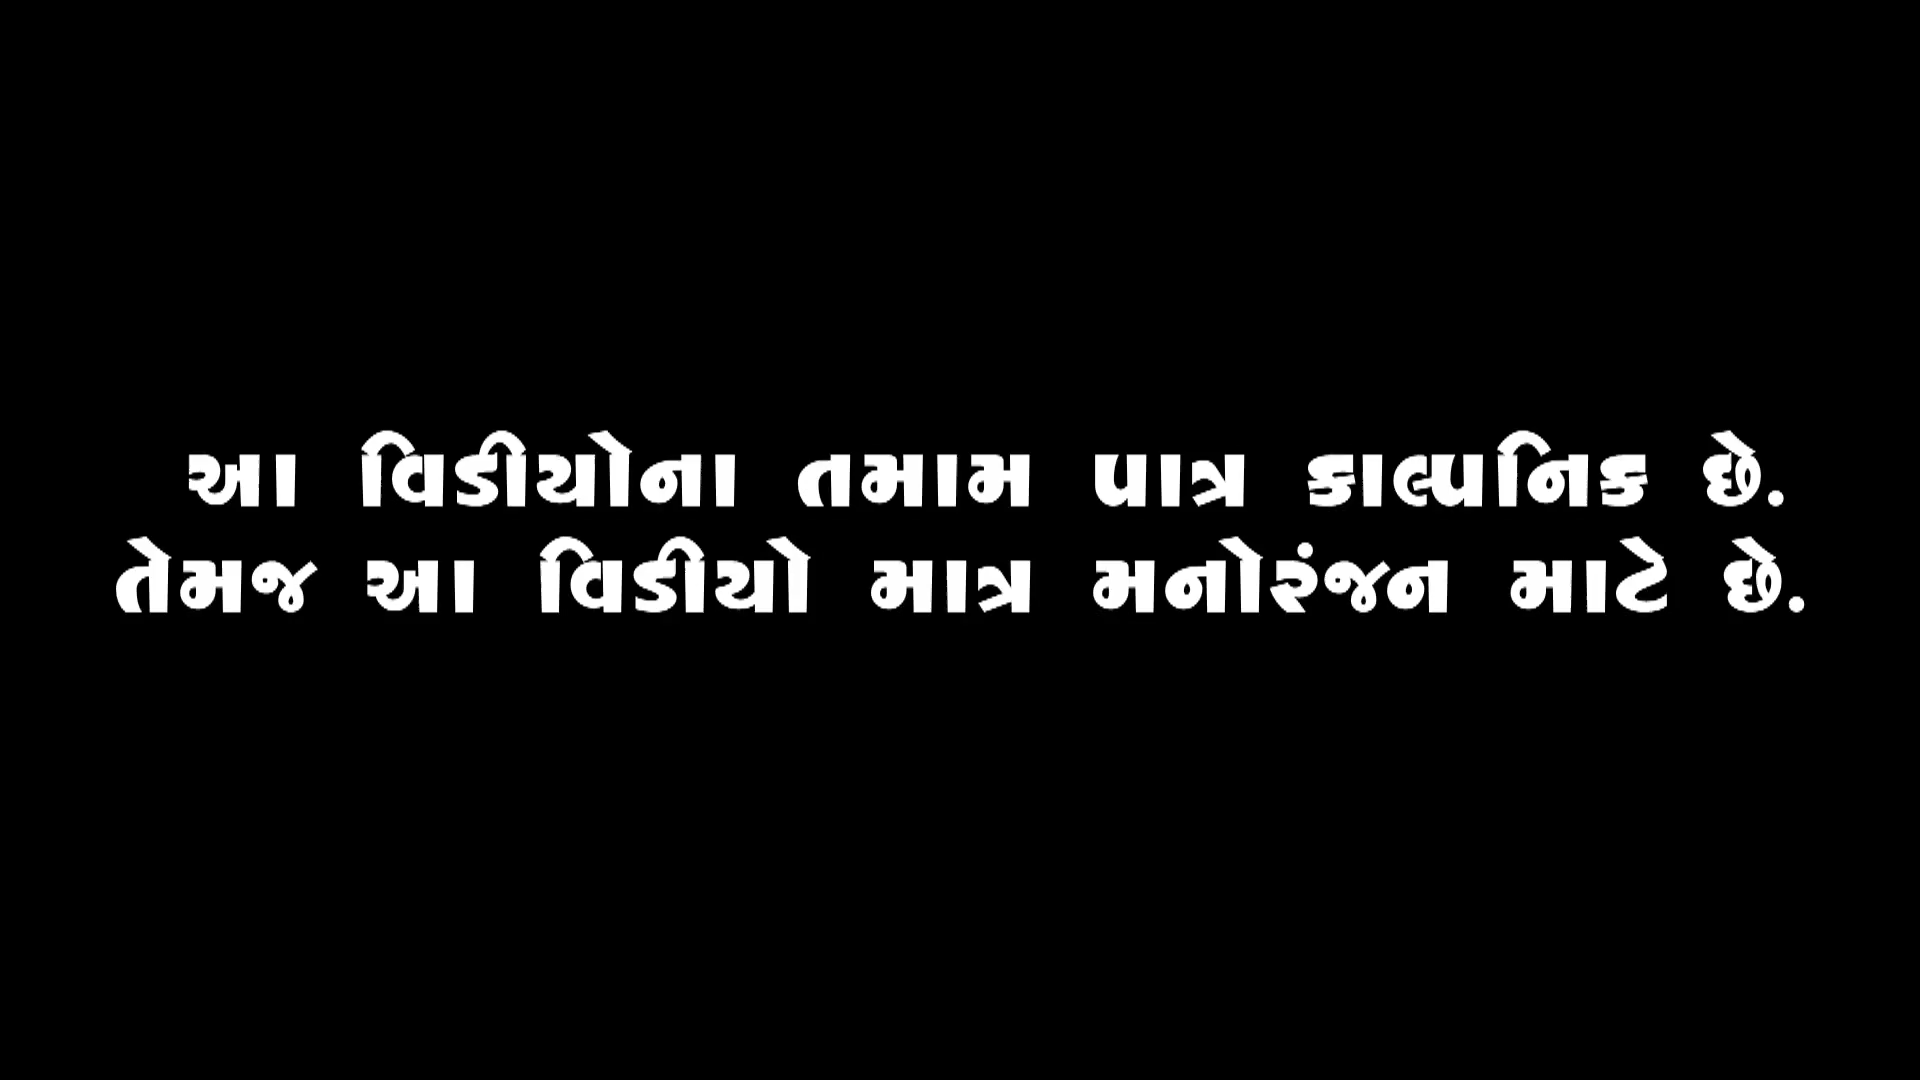 આ વિડીયોના તમામ પાત્ર કાલ્પનિક છે.
તેમજ આ વિડીયો માત્ર મનોરંજન માટે છે.